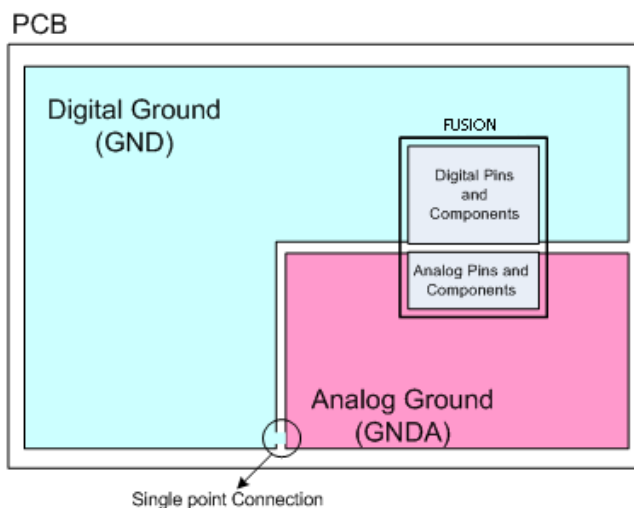 PCB
Digital Ground
(GND)
FUSION
Digital Pins
and
Components
Analog Pins and
Components
Analog Ground
(GNDA)
Single point Connection